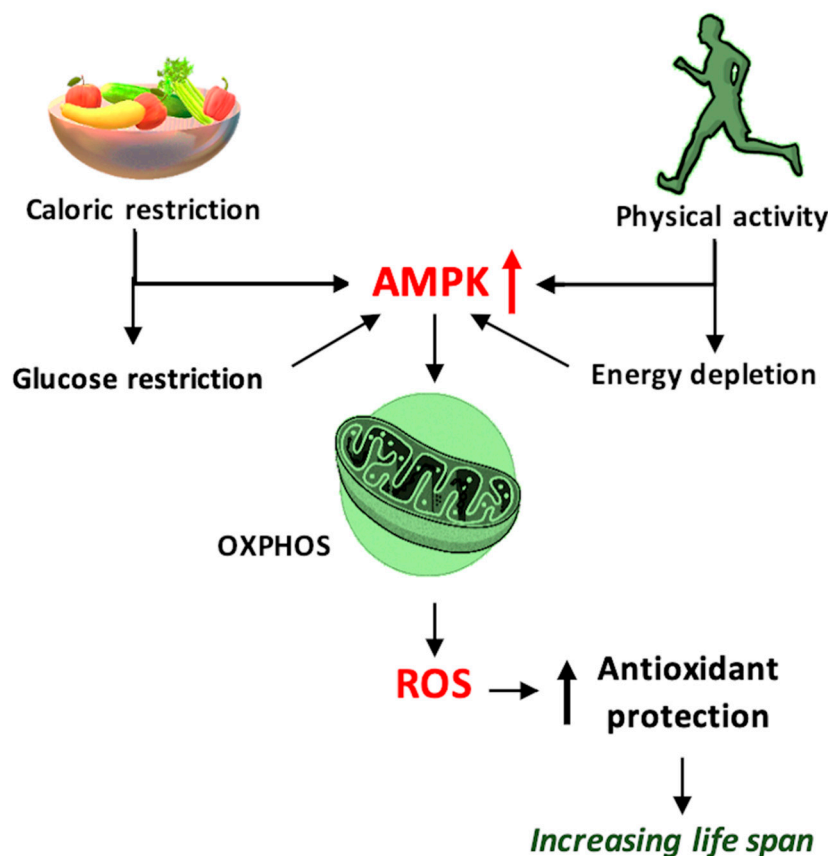 Caloric restriction
Physical activity
AMPK
Glucose restriction
Energy depletion
OXPHOS
ROS
Antioxidant
protection
Increasing life span